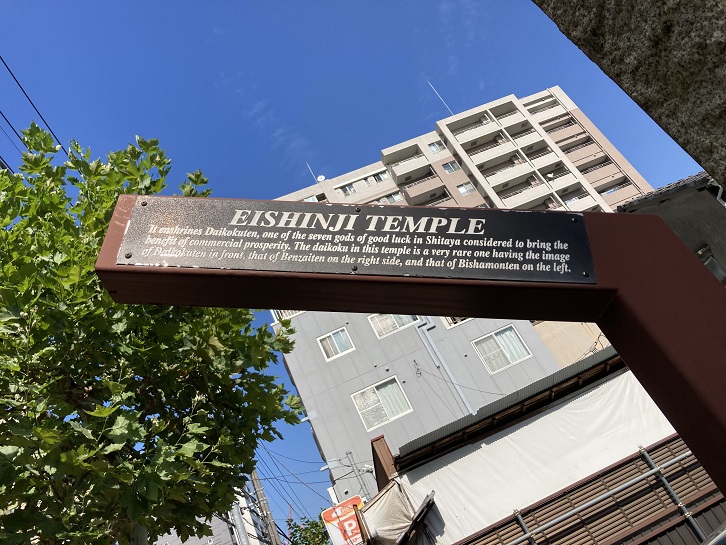 EISHINJI TEMPLE
It enshrines Daikokuten, one of the seven gods of good luck in Shitaya considered to bring the
benefit of commercial prosperity. The daikoku in this temple is a very rare one having the image
of Daikokuten in front, that of Benzaiten on the right side, and that of Bishamonten on the left.
P